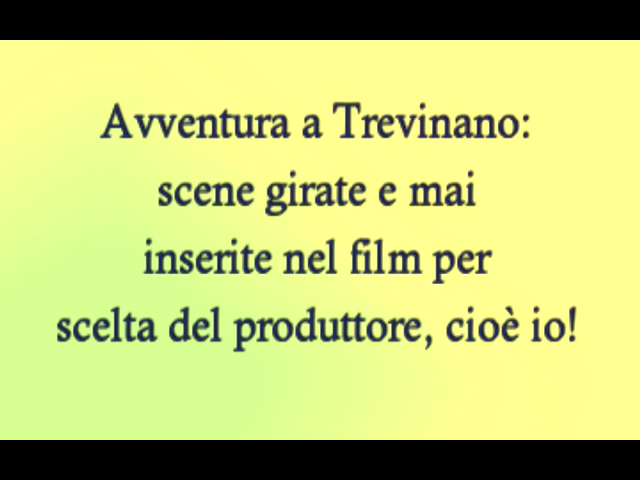 Avventura a Trevinano:
scene girate e mai
inserite nel film per
scelta del produttore, cioè io!